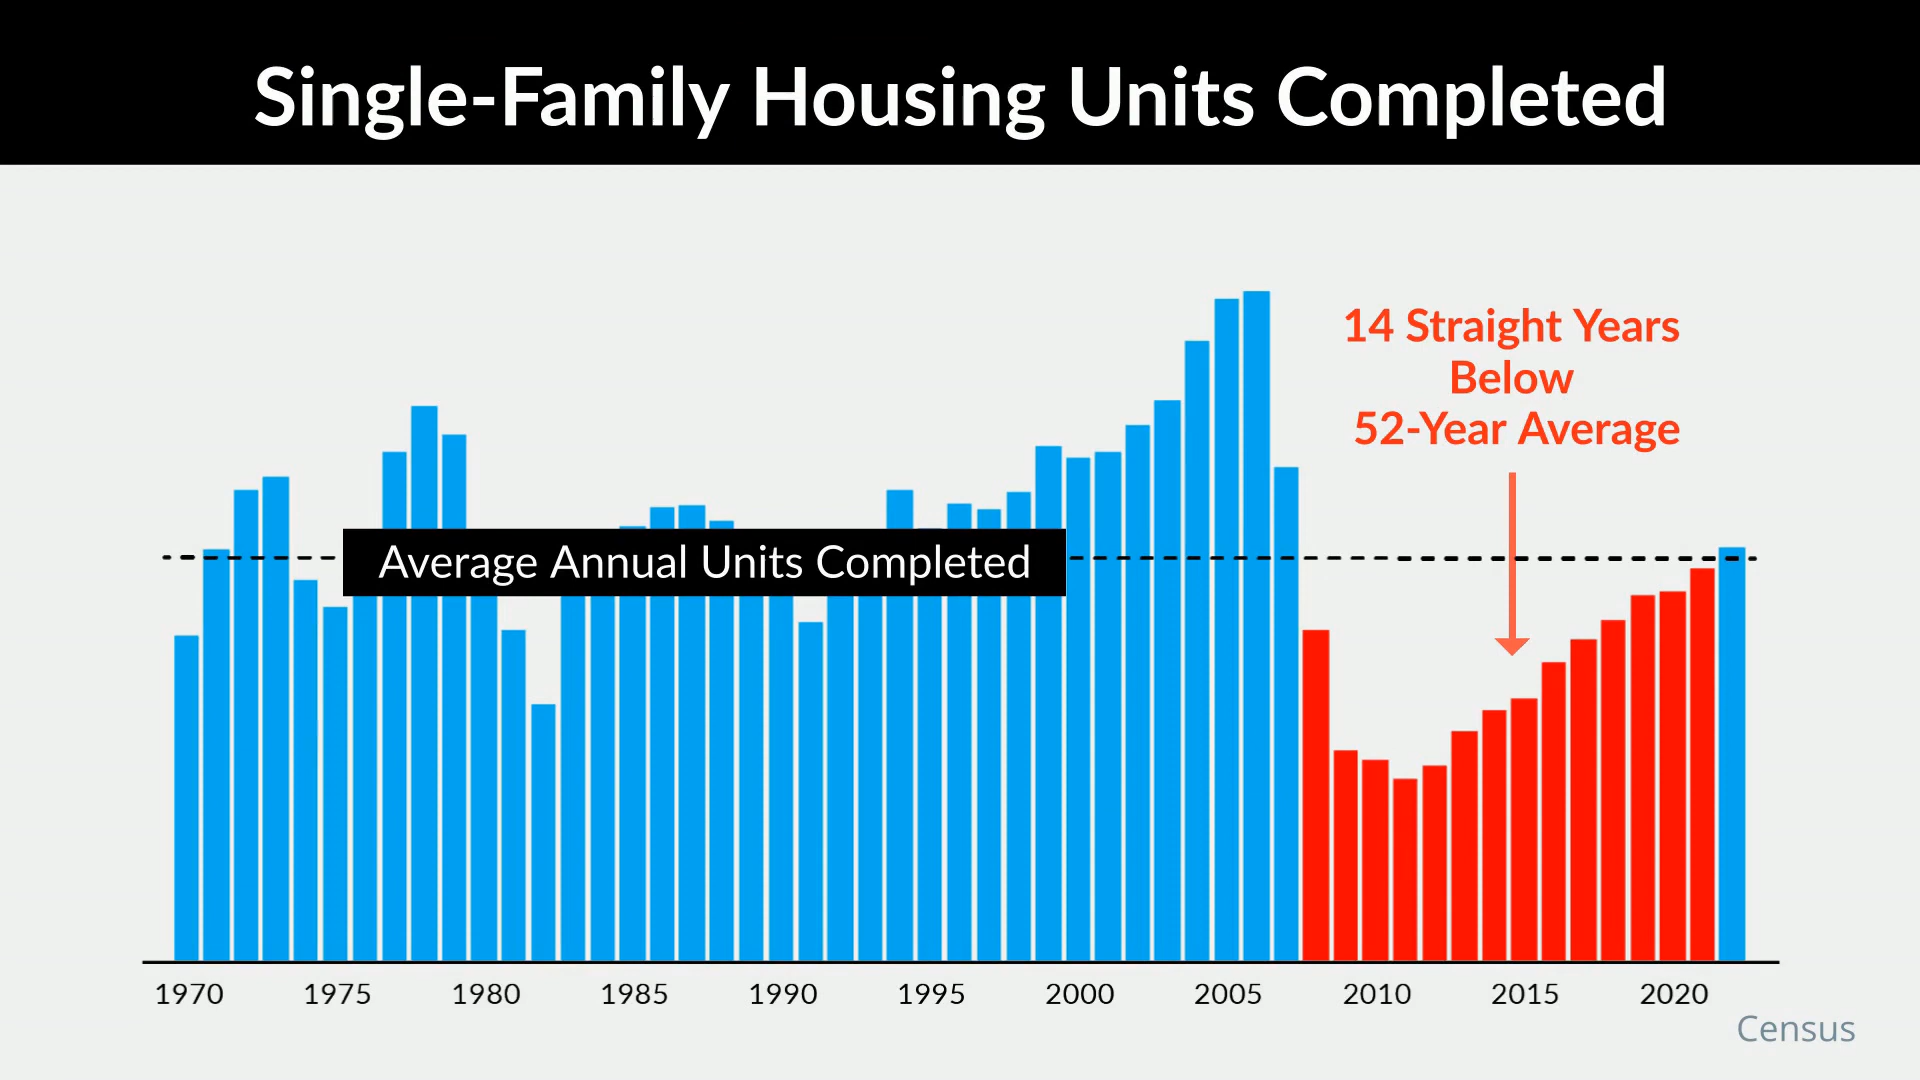 Single-Family Housing Units Completed
14 Straight Years
Below
52-Year Average
Average Annual Units Completed
1970 1975 1980 1985 1990 1995 2000 2005 2010 2015 2020
Census